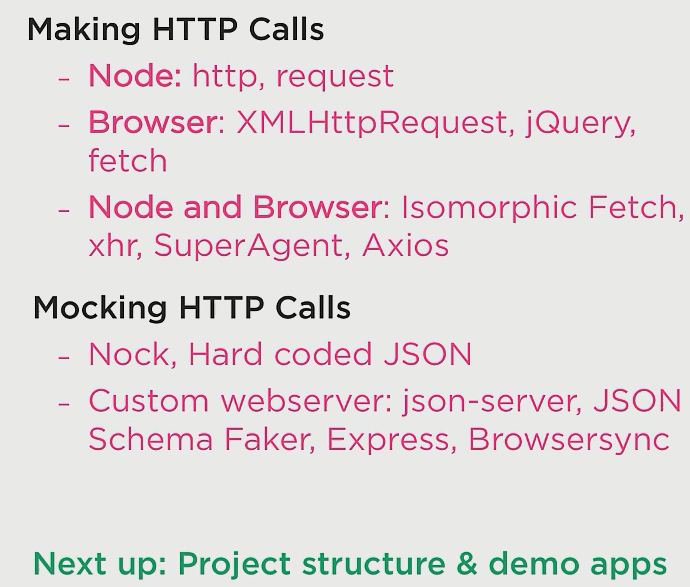 Making HTTP Calls
– Node: http, request
– Browser: XMLHttpRequest, jQuery,
fetch
– Node and Browser: Isomorphic Fetch,
xhr, SuperAgent, Axios
Mocking HTTP Calls
– Nock, Hard coded JSON
– Custom webserver: json-server, JSON
Schema Faker, Express, Browsersync
Next up: Project structure & demo apps